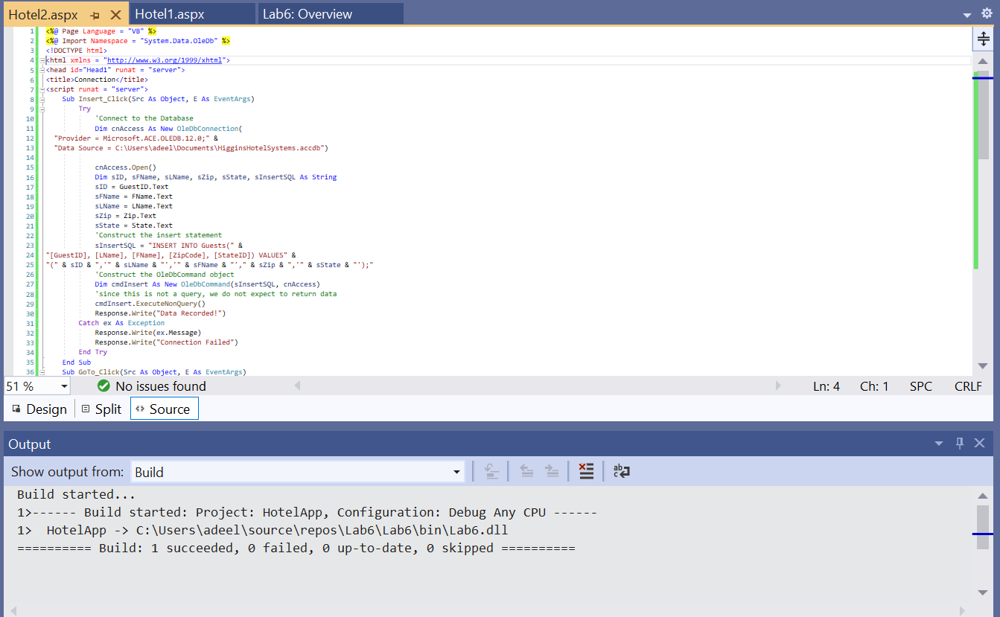 Hotel2.aspx Hotel1.aspx Lab6: Overview
1 <%@ Page Language = "VB" %>
2 <%@ Import Namespace = "System.Data.OleDb" %>
3 <!DOCTYPE html>
4 <html xmlns = "http://www.w3.org/1999/xhtml">
5 <head id="Head1" runat = "server">
6 <title>Connection</title>
7 <script runat = "server">
8 Sub Insert_Click(Src As Object, E As EventArgs)
9 Try
10 'Connect to the Database
11 Dim cnAccess As New OleDbConnection(
12 "Provider = Microsoft.ACE.OLEDB.12.0;" &
13 "Data Source = C:\Users\adeel\Documents\HigginsHotelSystems.accdb")
14
15 cnAccess.Open()
16 Dim sID, sFName, sLName, sZip, sState, sInsertSQL As String
17 sID = GuestID.Text
18 sFName = FName.Text
19 sLName = LName.Text
20 sZip = Zip.Text
21 sState = State.Text
22 'Construct the insert statement
23 sInsertSQL = "INSERT INTO Guests(" &
24 "[GuestID], [LName], [FName], [ZipCode], [StateID]) VALUES" &
25 "(" & sID & ",'" & sLName & "','" & sFName & "'," & sZip & ",'" & sState & "');"
26 'Construct the OleDbCommand object
27 Dim cmdInsert As New OleDbCommand(sInsertSQL, cnAccess)
28 'since this is not a query, we do not expect to return data
29 cmdInsert.ExecuteNonQuery()
30 Response.Write("Data Recorded!")
31 Catch ex As Exception
32 Response.Write(ex.Message)
33 Response.Write("Connection Failed")
34 End Try
35 End Sub
36 Sub GoTo_Click(Src As Object, E As EventArgs)
51 % No issues found Ln: 4 Ch: 1 SPC CRLF
Design Split Source
Output
Show output from: Build
Build started...
1>------ Build started: Project: HotelApp, Configuration: Debug Any CPU ------
1> HotelApp -> C:\Users\adeel\source\repos\Lab6\Lab6\bin\Lab6.dll
========== Build: 1 succeeded, 0 failed, 0 up-to-date, 0 skipped ==========